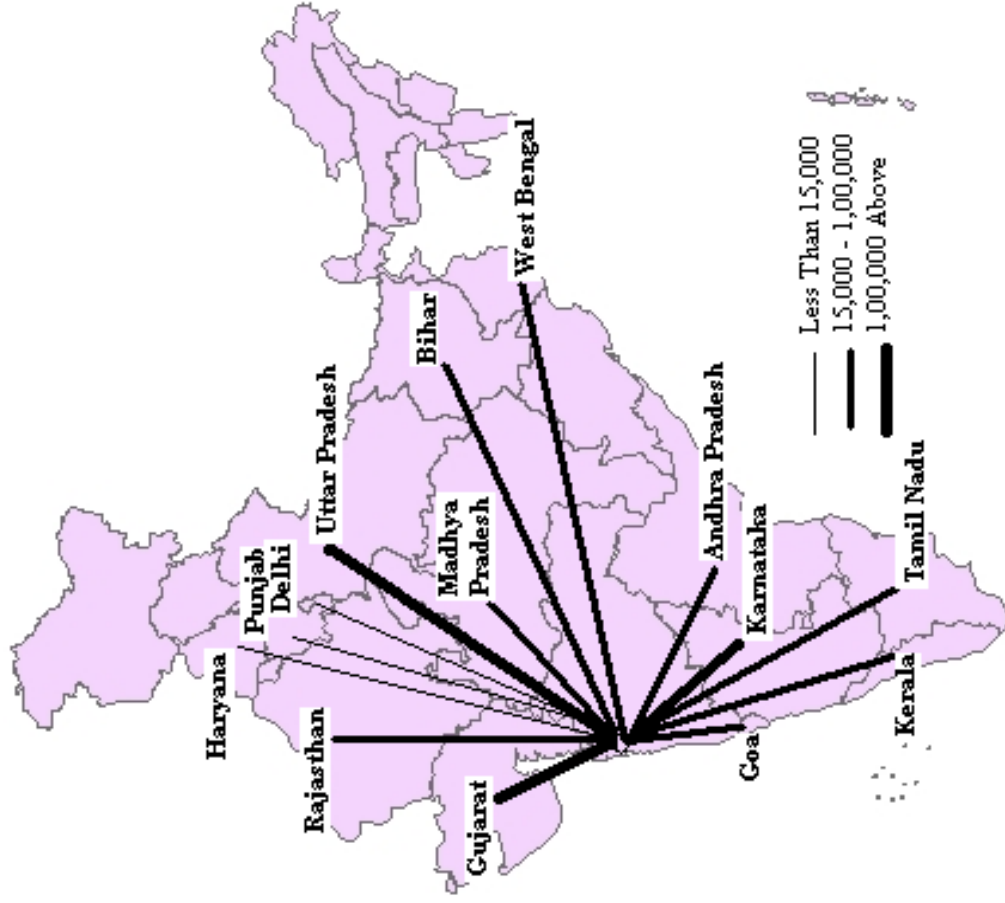 Haryana
Punjab
Delhi
Uttar Pradesh
Rajasthan
Bihar
Madhya
Pradesh
Gujarat
West Bengal
Andhra Pradesh
Karnataka
Goa
Tamil Nadu
Kerala
Less Than 15,000
15,000 - 1,00,000
1,00,000 Above